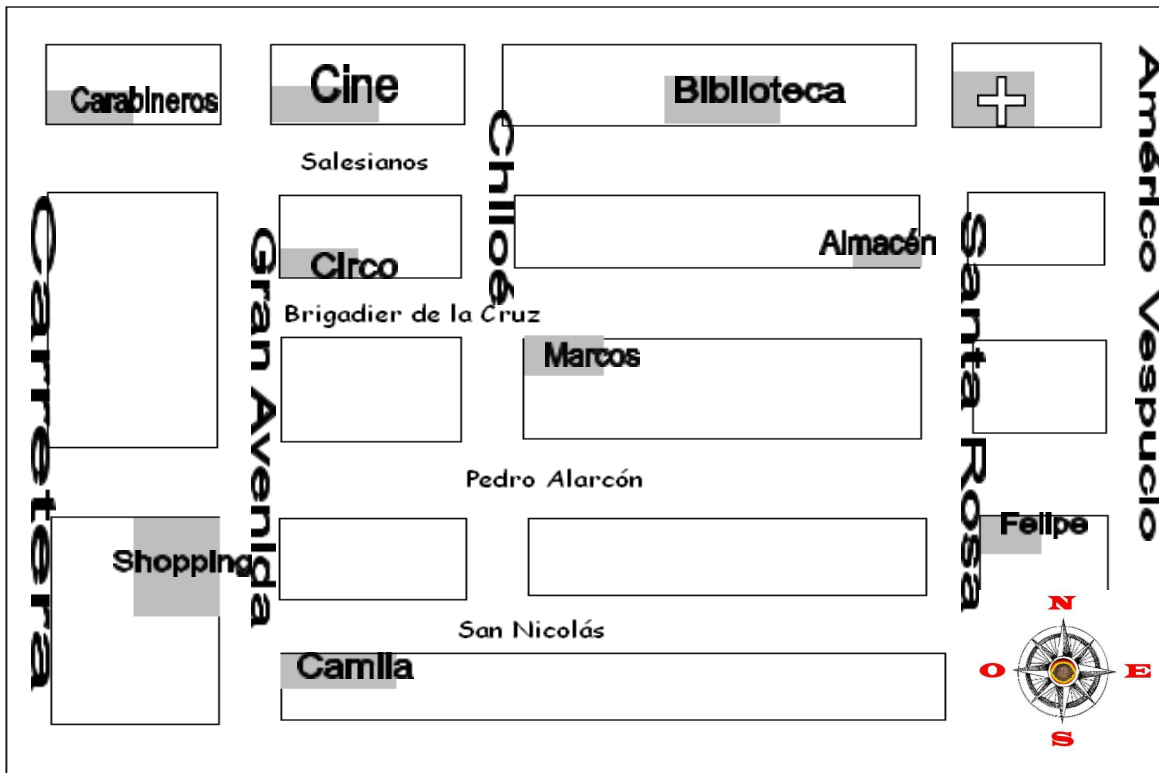 Carabineros
Cine
Biblioteca
Américo Vespucio
Salesianos
Chiloé
Carretera
Gran Avenida
Circo
Almacén
Santa Rosa
Brigadier de la Cruz
Marcos
Pedro Alarcón
Shopping
Felipe
San Nicolás
Camila
N
O
E
S